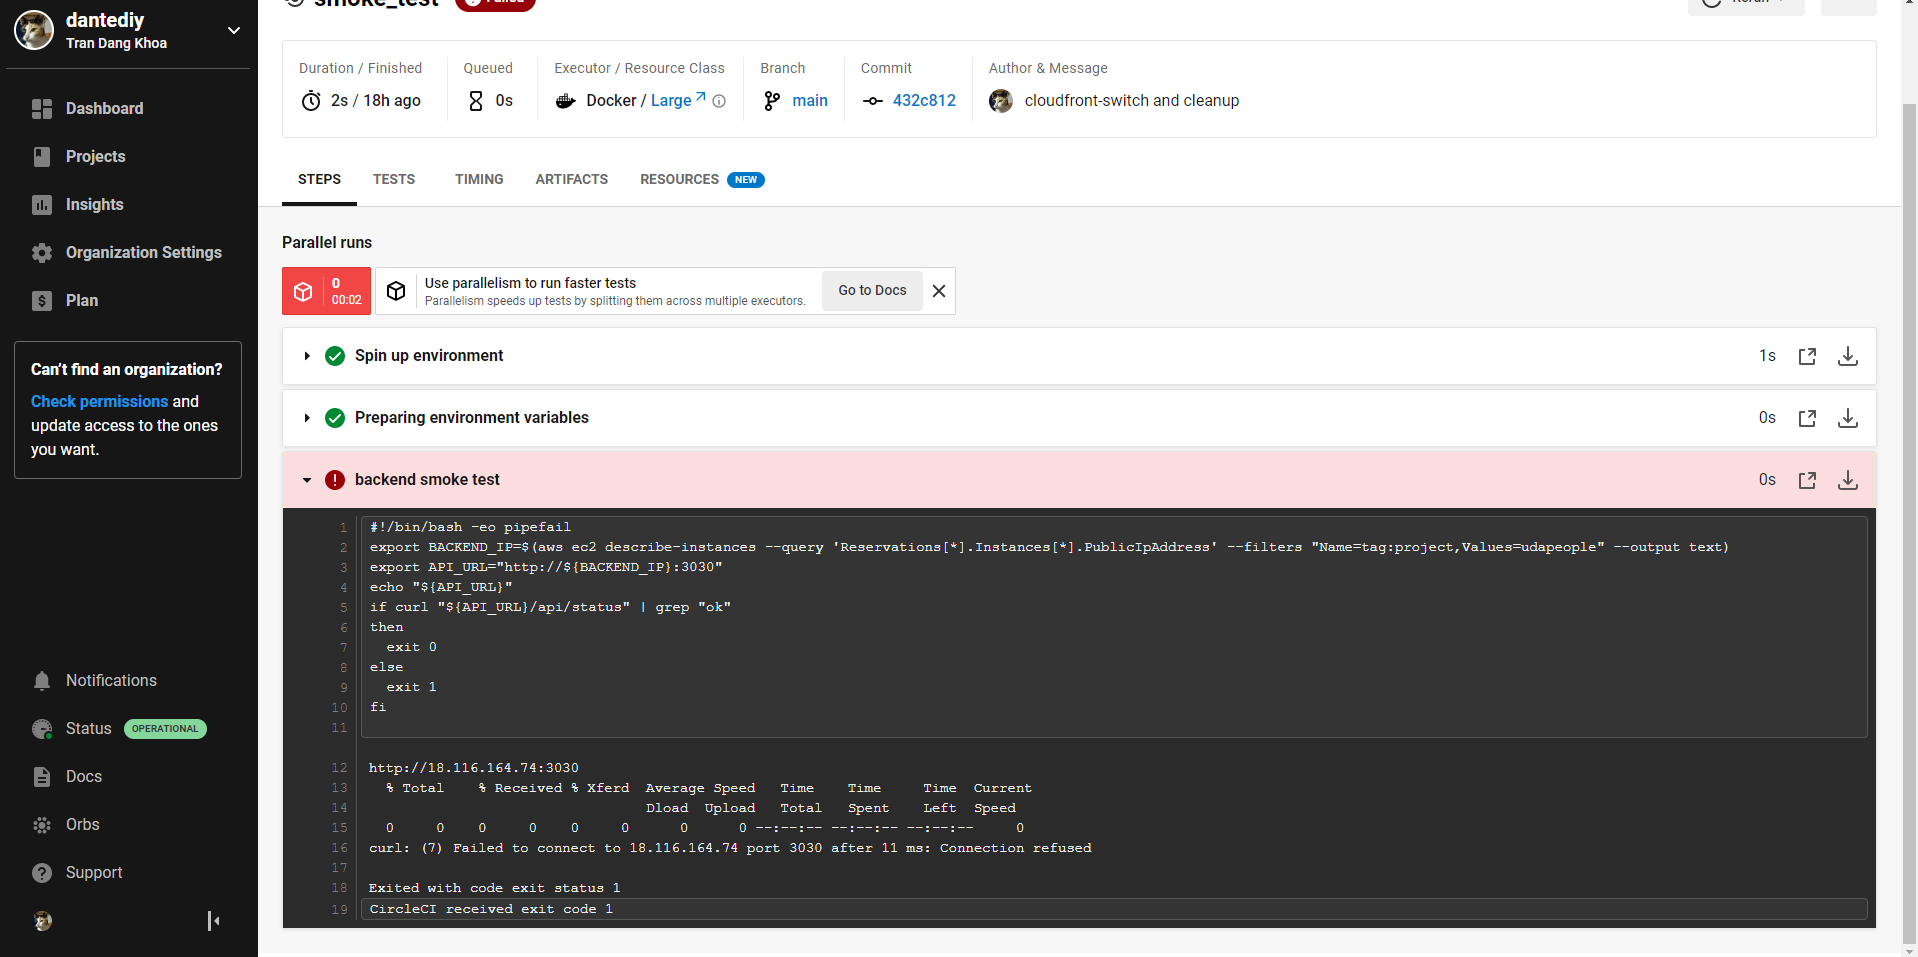 dantediy
Tran Dang Khoa
Dashboard
Projects
Insights
Organization Settings
Plan
Can't find an organization?
Check permissions and
update access to the ones
you want.
Notifications
Status OPERATIONAL
Docs
Orbs
Support
smoke_test Failed
Rerun
Duration / Finished
2s / 18h ago
Queued
0s
Executor / Resource Class
Docker / Large
Branch
main
Commit
432c812
Author & Message
cloudfront-switch and cleanup
STEPS TESTS TIMING ARTIFACTS RESOURCES NEW
Parallel runs
0
00:02
Use parallelism to run faster tests
Parallelism speeds up tests by splitting them across multiple executors.
Go to Docs
Spin up environment 1s
Preparing environment variables 0s
backend smoke test 0s
1 #!/bin/bash -eo pipefail
2 export BACKEND_IP=$(aws ec2 describe-instances --query 'Reservations[*].Instances[*].PublicIpAddress' --filters "Name=tag:project,Values=udapeople" --output text)
3 export API_URL="http://${BACKEND_IP}:3030"
4 echo "${API_URL}"
5 if curl "${API_URL}/api/status" | grep "ok"
6 then
7   exit 0
8 else
9   exit 1
10 fi
11
12 http://18.116.164.74:3030
13   % Total    % Received % Xferd  Average Speed   Time    Time     Time  Current
14                                  Dload  Upload   Total   Spent    Left  Speed
15   0     0    0     0    0     0      0      0 --:--:-- --:--:-- --:--:--     0
16 curl: (7) Failed to connect to 18.116.164.74 port 3030 after 11 ms: Connection refused
17
18 Exited with code exit status 1
19 CircleCI received exit code 1